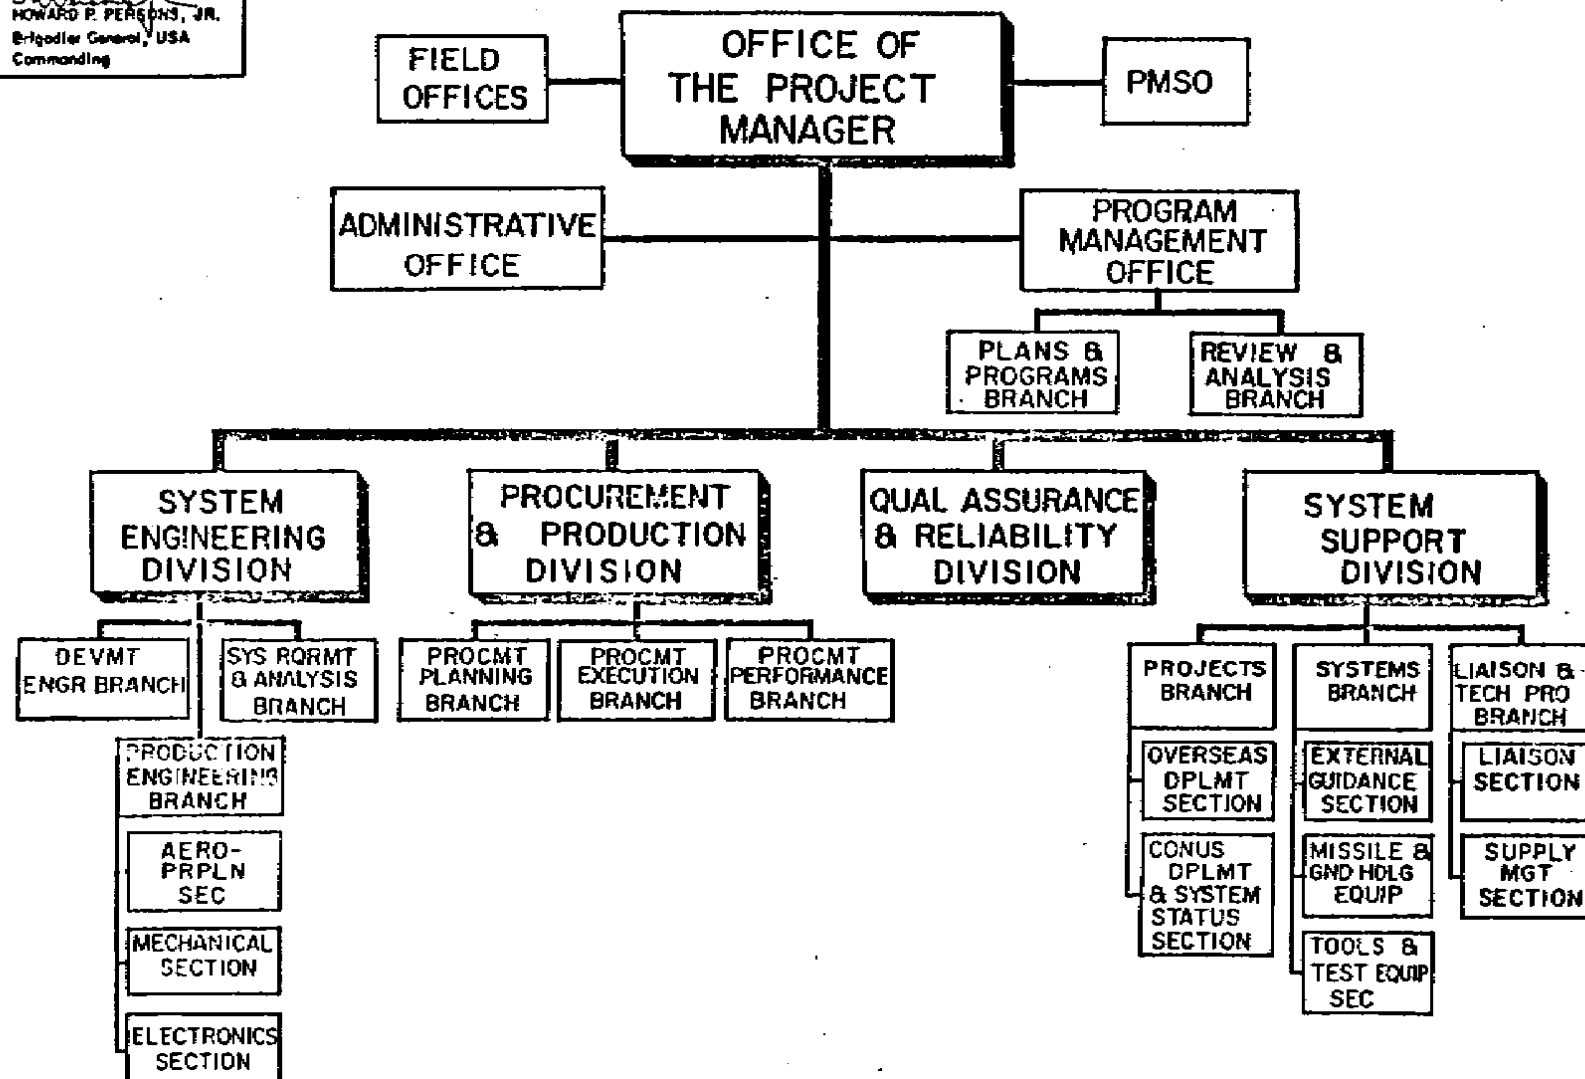 HOWARD P. PERSONS, JR.
Brigadier General, USA
Commanding
FIELD
OFFICES
OFFICE OF
THE PROJECT
MANAGER
PMSO
ADMINISTRATIVE
OFFICE
PROGRAM
MANAGEMENT
OFFICE
PLANS &
PROGRAMS
BRANCH
REVIEW &
ANALYSIS
BRANCH
SYSTEM
ENGINEERING
DIVISION
PROCUREMENT
& PRODUCTION
DIVISION
QUAL ASSURANCE
& RELIABILITY
DIVISION
SYSTEM
SUPPORT
DIVISION
DEVMT
ENGR BRANCH
SYS RQRMT
& ANALYSIS
BRANCH
PROCMT
PLANNING
BRANCH
PROCMT
EXECUTION
BRANCH
PROCMT
PERFORMANCE
BRANCH
PROJECTS
BRANCH
SYSTEMS
BRANCH
LIAISON &
TECH PRO
BRANCH
PRODUCTION
ENGINEERING
BRANCH
OVERSEAS
DPLMT
SECTION
EXTERNAL
GUIDANCE
SECTION
LIAISON
SECTION
AERO-
PRPLN
SEC
CONUS
DPLMT
& SYSTEM
STATUS
SECTION
MISSILE &
GND HDLG
EQUIP
SUPPLY
MGT
SECTION
MECHANICAL
SECTION
TOOLS &
TEST EQUIP
SEC
ELECTRONICS
SECTION